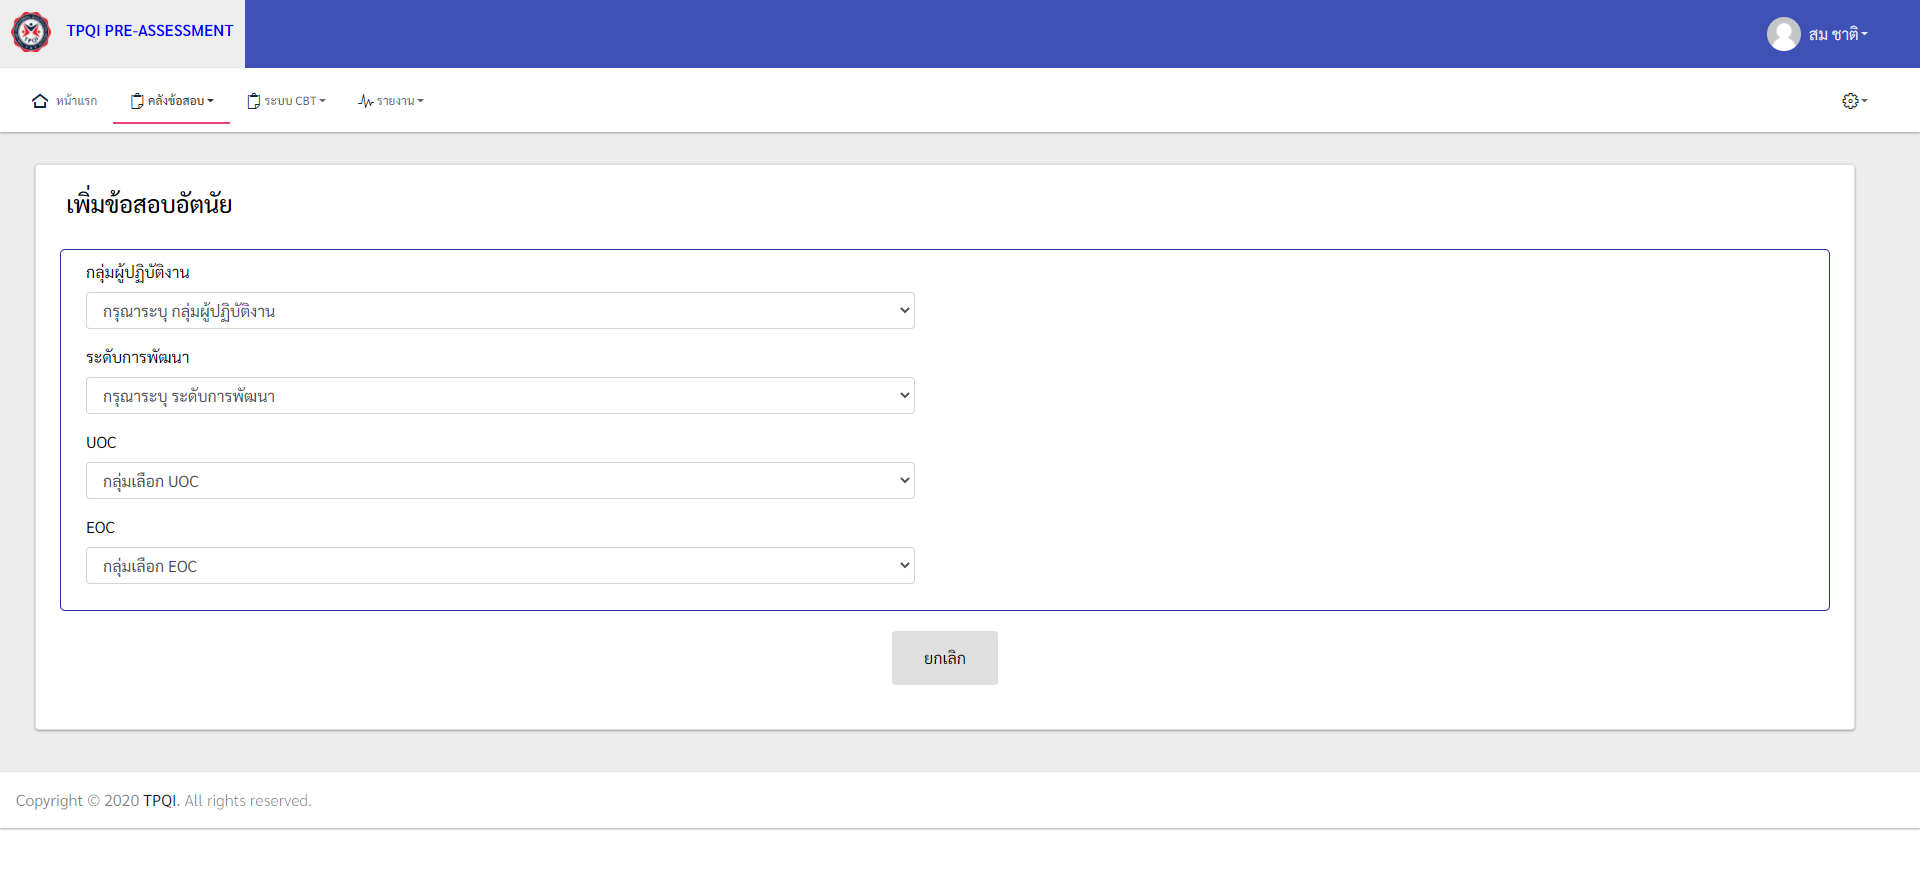 TPQI PRE-ASSESSMENT
สม ชาติ
หน้าแรก
คลังข้อสอบ
ระบบ CBT
รายงาน
เพิ่มข้อสอบอัตนัย
กลุ่มผู้ปฏิบัติงาน
กรุณาระบุ กลุ่มผู้ปฏิบัติงาน
ระดับการพัฒนา
กรุณาระบุ ระดับการพัฒนา
UOC
กลุ่มเลือก UOC
EOC
กลุ่มเลือก EOC
ยกเลิก
Copyright © 2020 TPQI. All rights reserved.